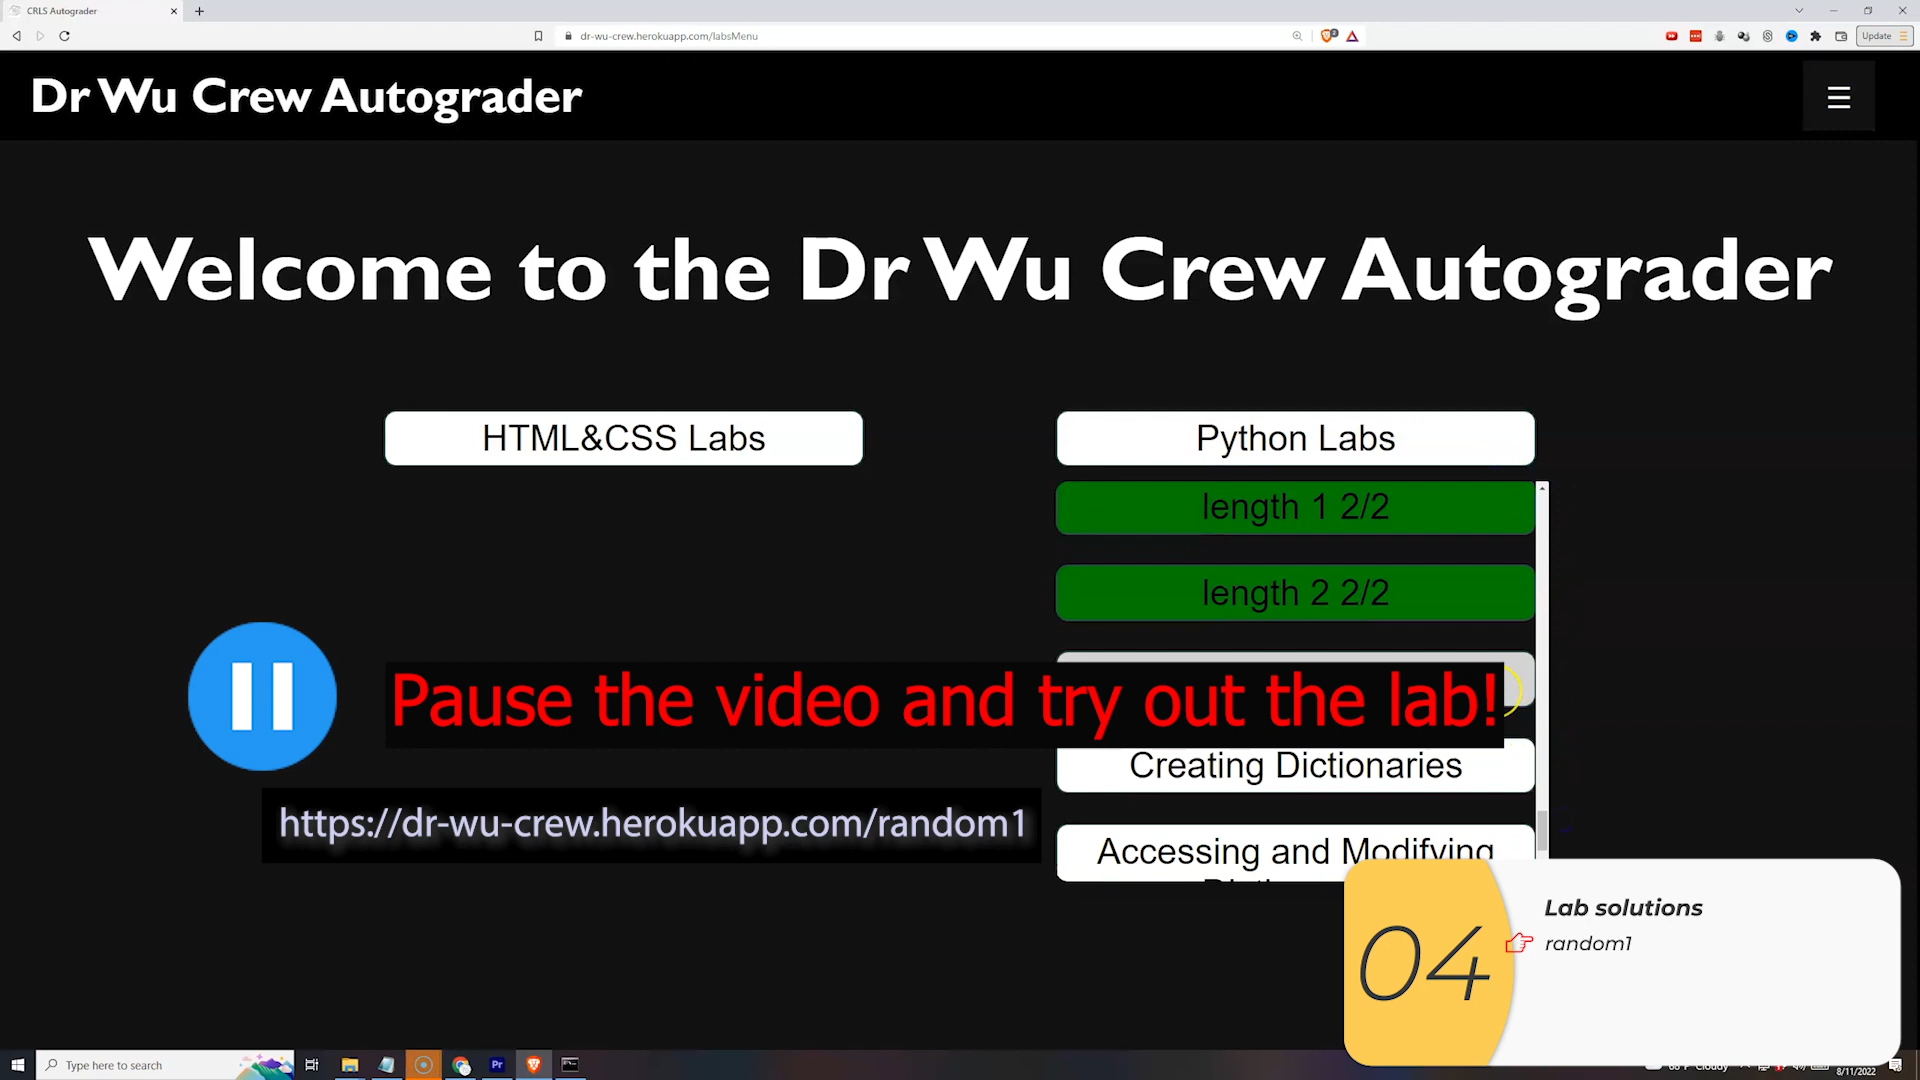 CRLS Autograder
dr-wu-crew.herokuapp.com/labsMenu
Update
Dr Wu Crew Autograder
Welcome to the Dr Wu Crew Autograder
HTML&CSS Labs
Python Labs
length 1 2/2
length 2 2/2
Pause the video and try out the lab!
Creating Dictionaries
https://dr-wu-crew.herokuapp.com/random1
Accessing and Modifying
04
Lab solutions
random1
Type here to search
Pr
Cloudy
8/11/2022